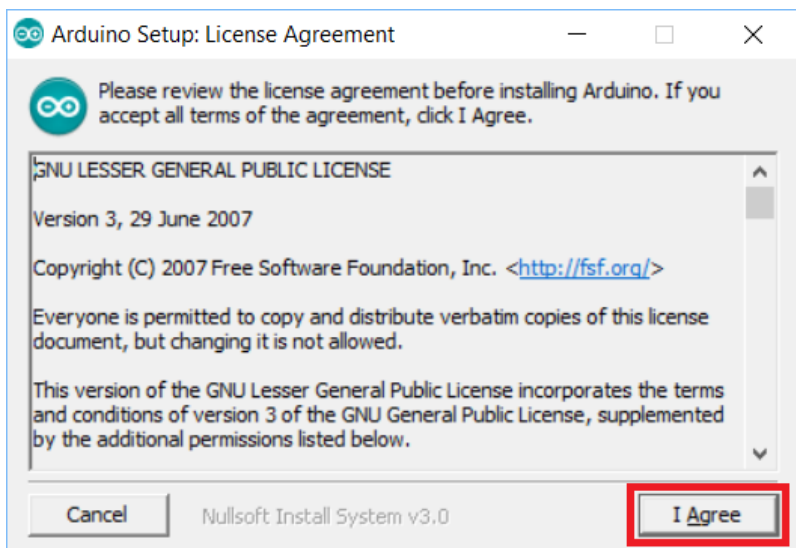 Arduino Setup: License Agreement
Please review the license agreement before installing Arduino. If you
accept all terms of the agreement, click I Agree.
GNU LESSER GENERAL PUBLIC LICENSE
Version 3, 29 June 2007
Copyright (C) 2007 Free Software Foundation, Inc. <http://fsf.org/>
Everyone is permitted to copy and distribute verbatim copies of this license
document, but changing it is not allowed.
This version of the GNU Lesser General Public License incorporates the terms
and conditions of version 3 of the GNU General Public License, supplemented
by the additional permissions listed below.
Cancel
Nullsoft Install System v3.0
I Agree